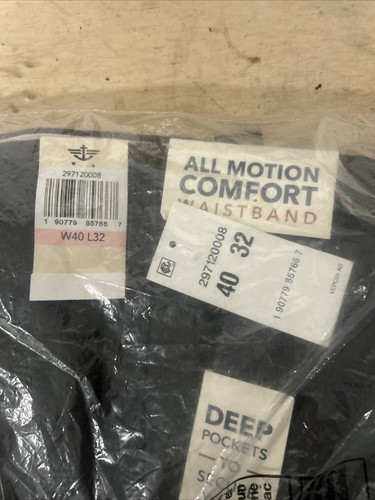 297120008
1 90779 85766 7
W40 L32
ALL MOTION
COMFORT
WAISTBAND
297120008
40 32
1 90779 85766 7
DEEP
POCKETS
TO